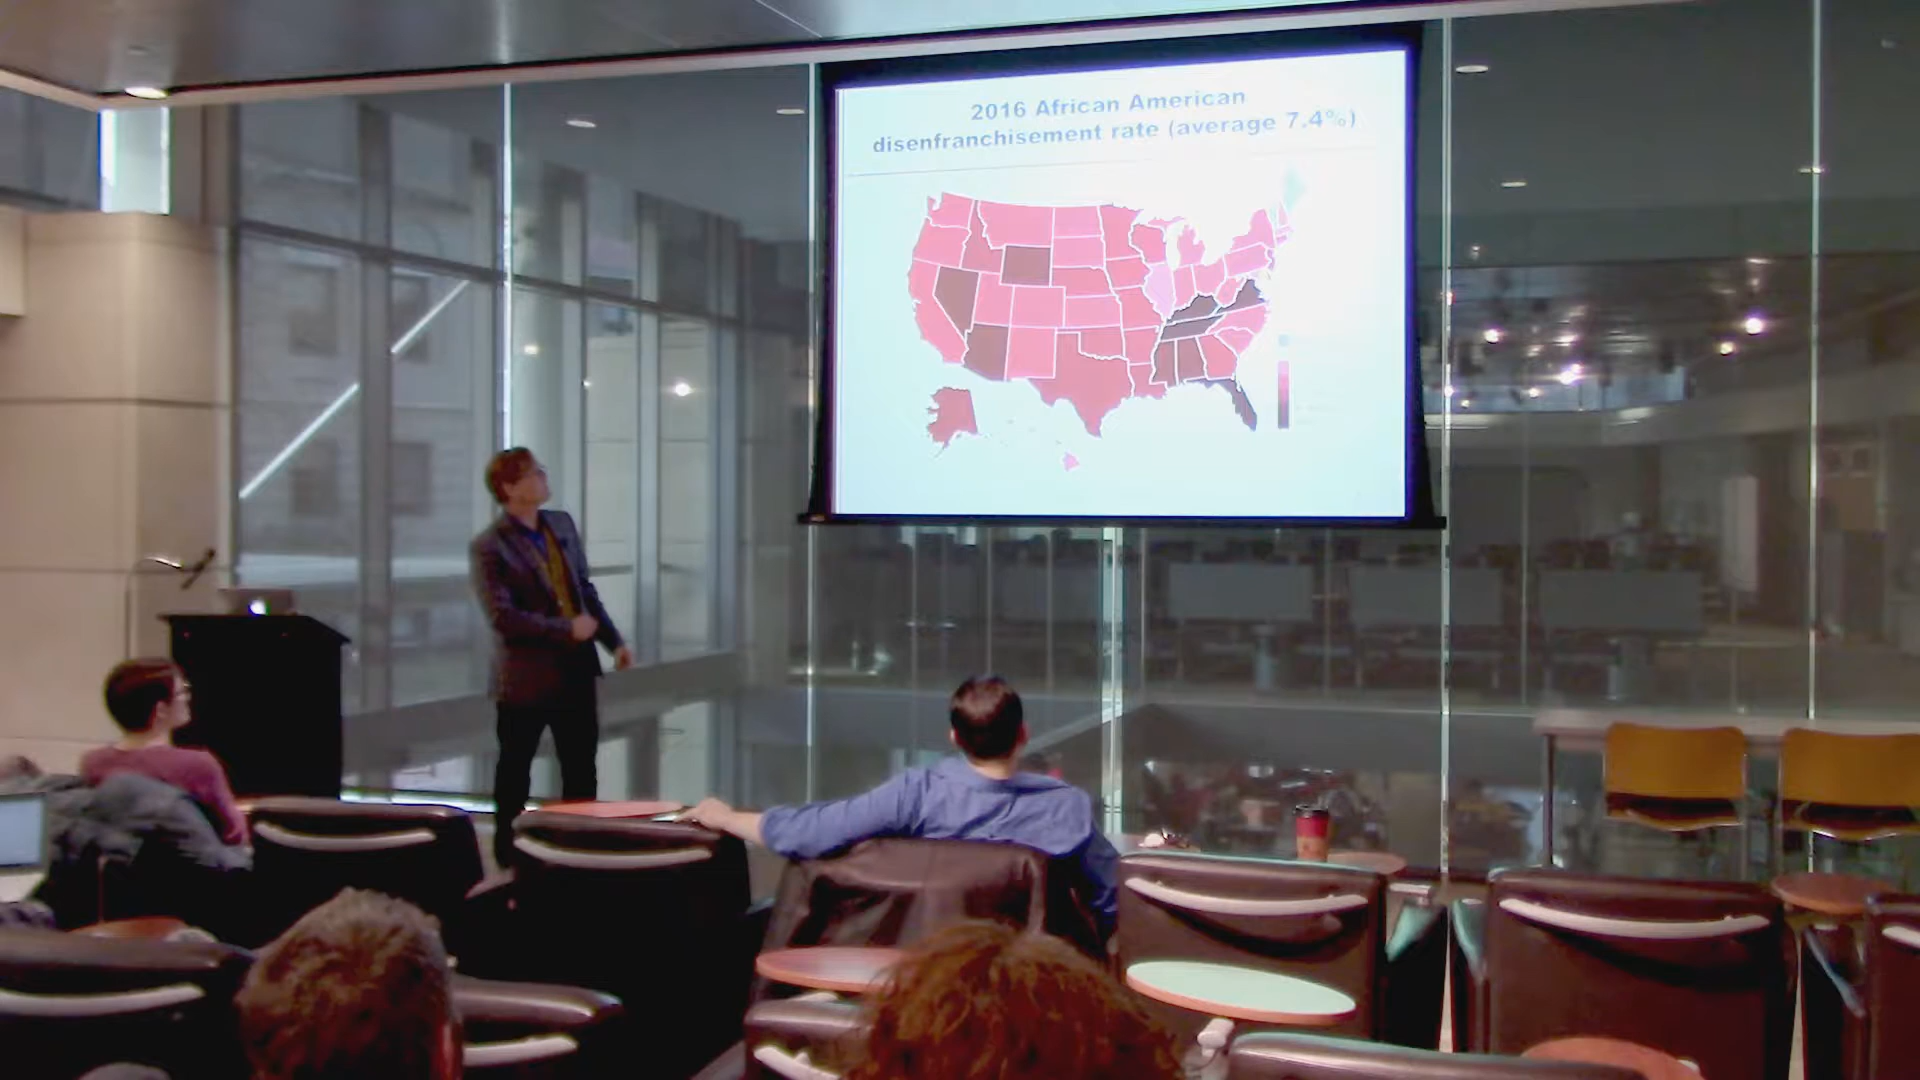 2016 African American
disenfranchisement rate (average 7.4%)